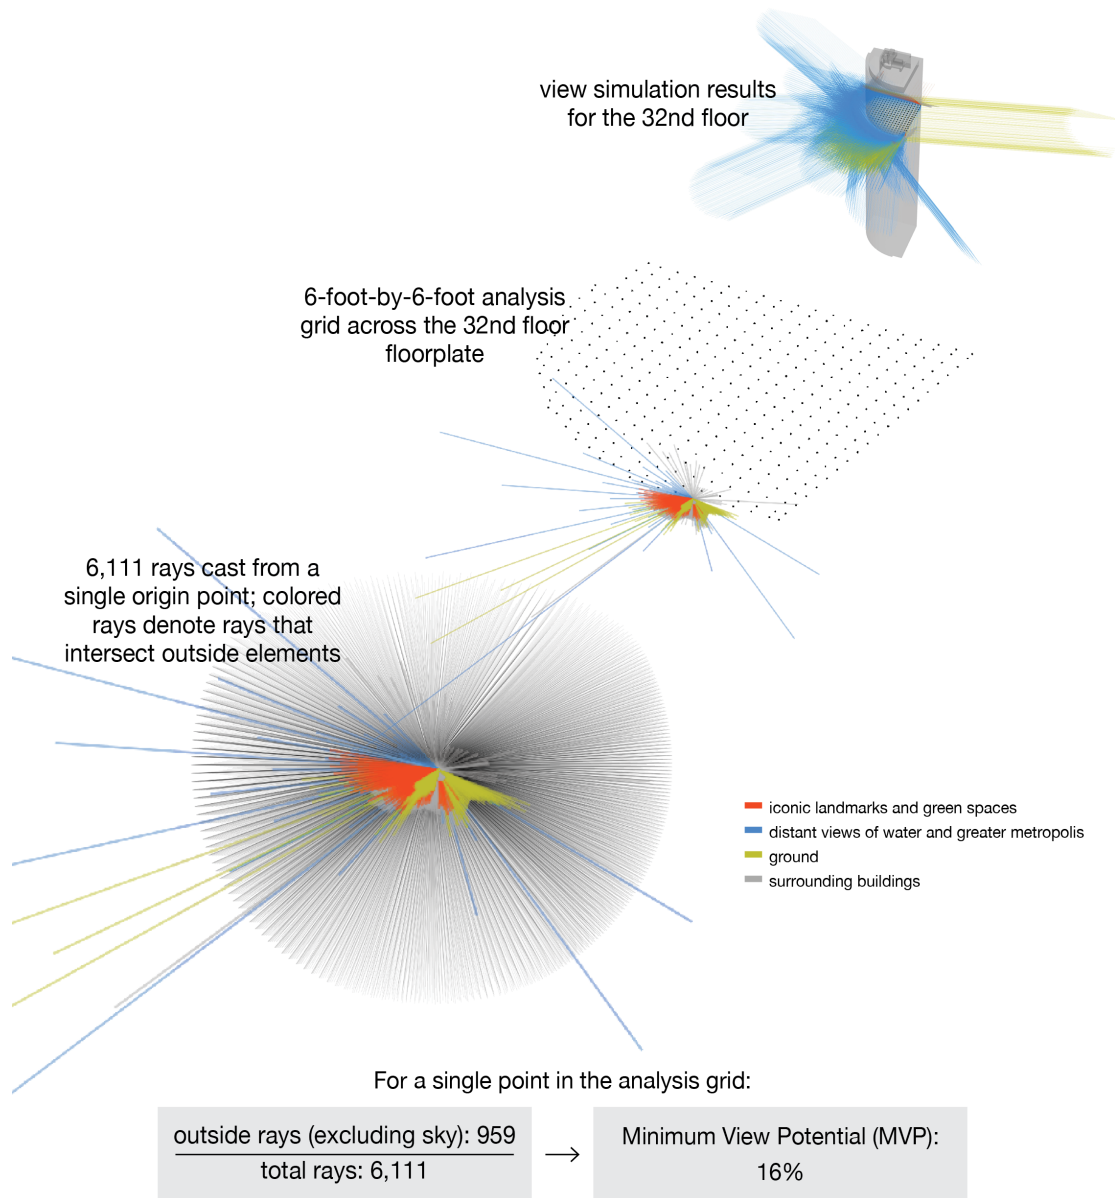 view simulation results
for the 32nd floor
6-foot-by-6-foot analysis
grid across the 32nd floor
floorplate
6,111 rays cast from a
single origin point; colored
rays denote rays that
intersect outside elements
iconic landmarks and green spaces
distant views of water and greater metropolis
ground
surrounding buildings
For a single point in the analysis grid:
outside rays (excluding sky): 959
total rays: 6,111
Minimum View Potential (MVP):
16%